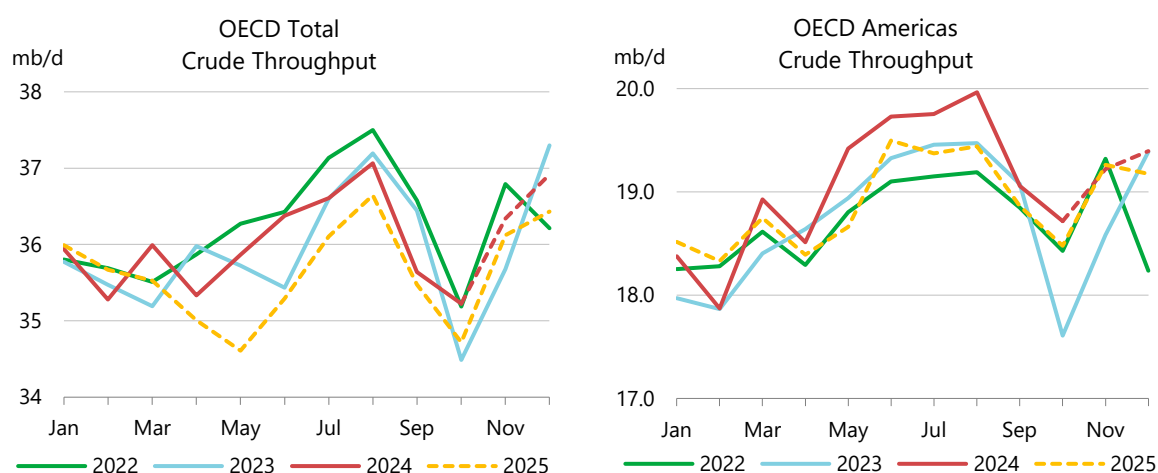 OECD Total
Crude Throughput
mb/d
38
37
36
35
34
Jan Mar May Jul Sep Nov
2022 2023 2024 2025
OECD Americas
Crude Throughput
mb/d
20.0
19.0
18.0
17.0
Jan Mar May Jul Sep Nov
2022 2023 2024 2025